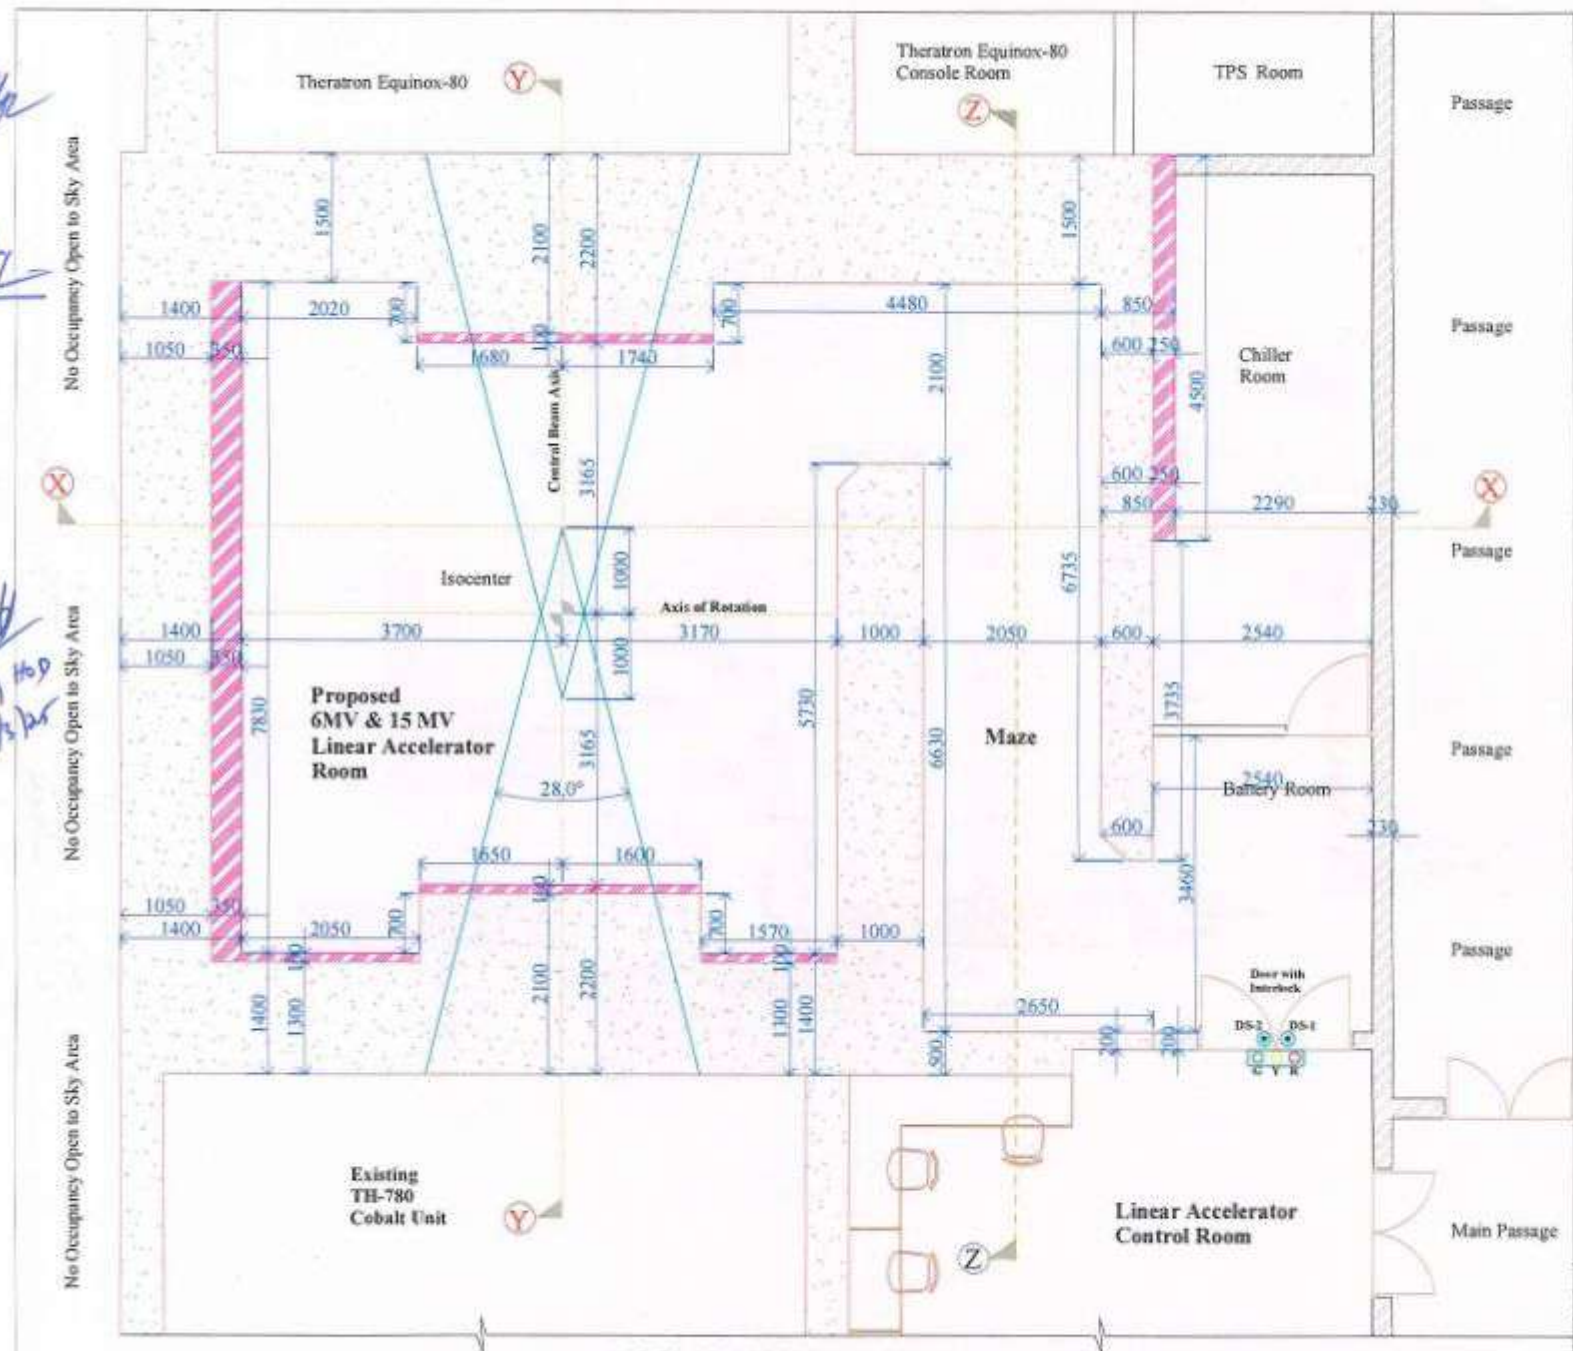 Theratron Equinox-80
Y
Theratron Equinox-80
Console Room
Z
TPS Room
Passage
No Occupancy Open to Sky Area
1500
2100
2200
1500
1400
2020
700
700
4480
850
Passage
1050
350
1680
100
1740
600
250
Chiller
Room
2100
4500
Central Beam Axis
3165
X
600
250
X
850
2290
230
Passage
Isocenter
1000
6735
Axis of Rotation
No Occupancy Open to Sky Area
1400
3700
3170
1000
2050
600
2540
1050
350
1000
HOD
Proposed
6MV & 15 MV
Linear Accelerator
Room
7830
5730
3735
3165
6630
Maze
Passage
28.0°
2540
Battery Room
600
230
1650
1600
3460
100
1050
350
700
700
1400
2050
1570
1000
Passage
100
100
Door with
Interlock
1400
1300
2100
2200
1300
1400
2650
DS-2
DS-1
800
200
200
G Y R
No Occupancy Open to Sky Area
Existing
TH-780
Cobalt Unit
Y
Linear Accelerator
Control Room
Z
Main Passage